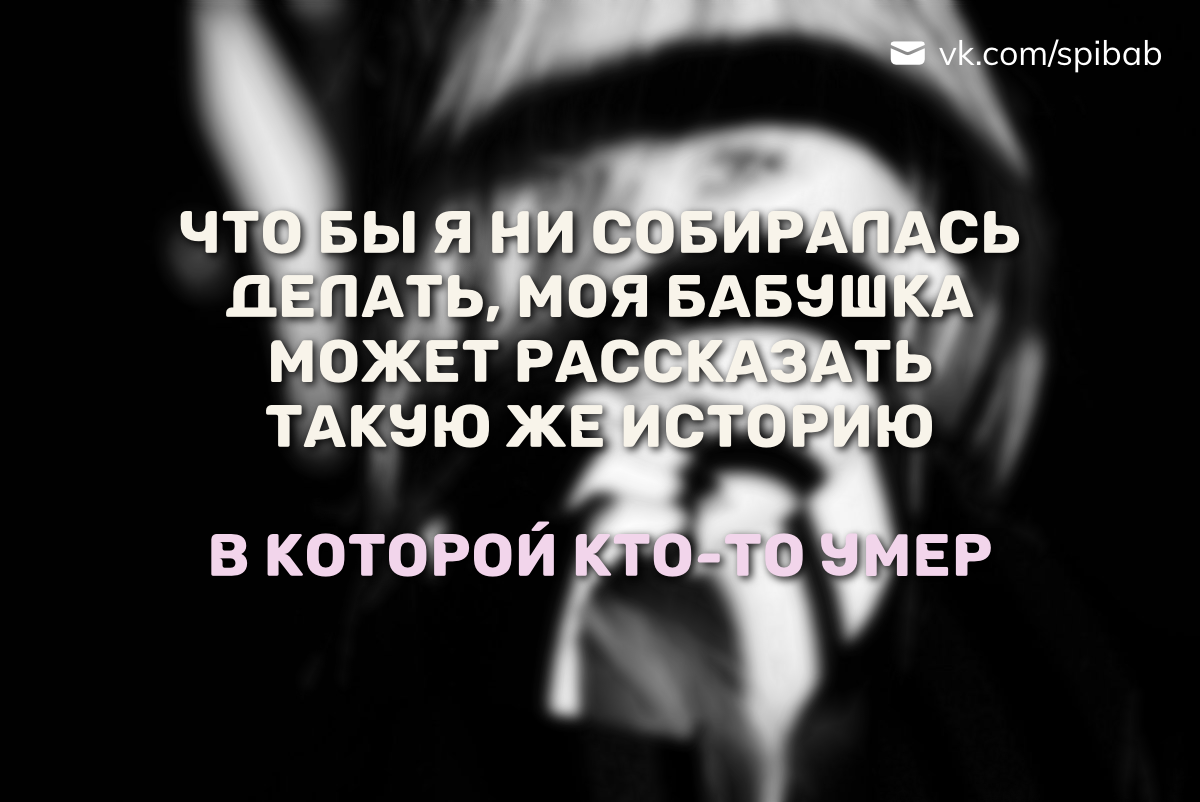 vk.com/spibab
ЧТО БЫ Я НИ СОБИРАЛАСЬ
ДЕЛАТЬ, МОЯ БАБУШКА
МОЖЕТ РАССКАЗАТЬ
ТАКУЮ ЖЕ ИСТОРИЮ
В КОТОРОЙ КТО-ТО УМЕР